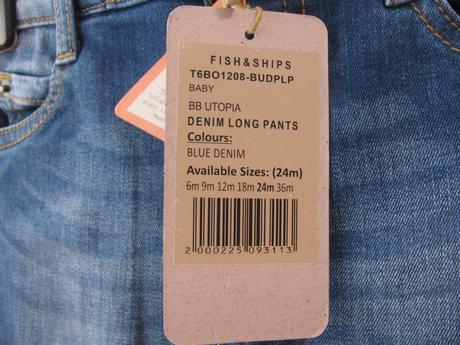 FISH&SHIPS
T6BO1208-BUDPLP
BABY
BB UTOPIA
DENIM LONG PANTS
Colours:
BLUE DENIM
Available Sizes: (24m)
6m 9m 12m 18m 24m 36m
2 000225 093113